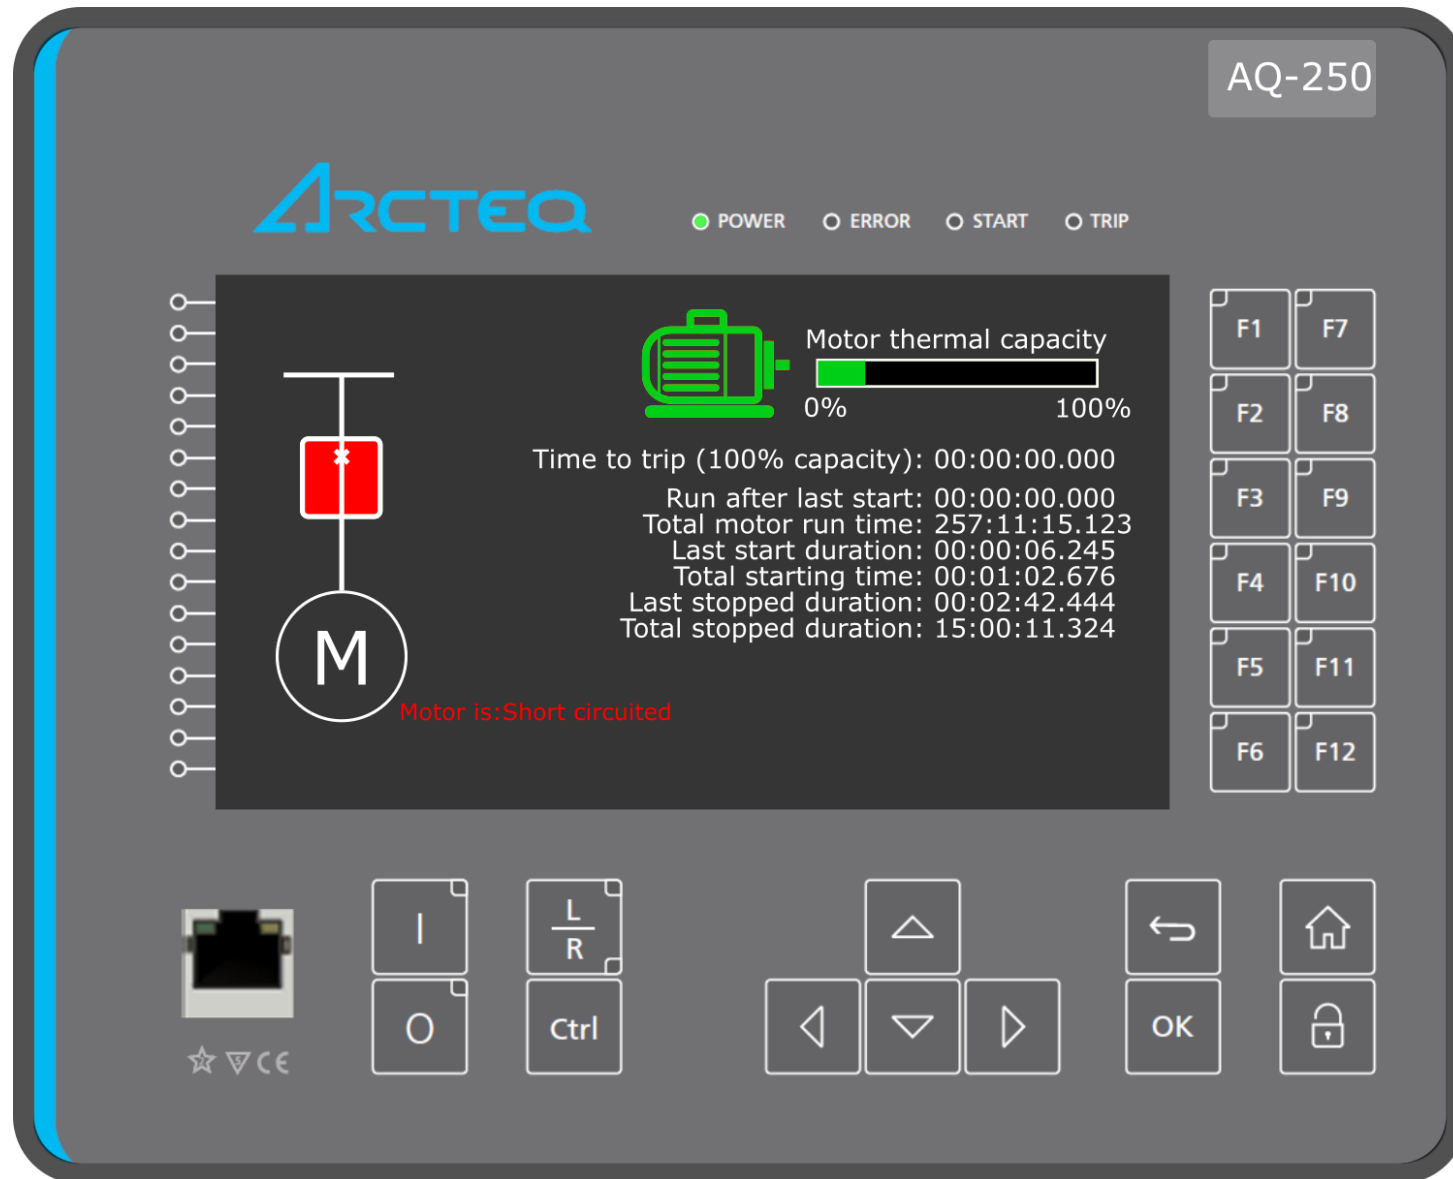 AQ-250
ARCTEQ
POWER ERROR START TRIP
Motor thermal capacity
0% 100%
Time to trip (100% capacity): 00:00:00.000
Run after last start: 00:00:00.000
Total motor run time: 257:11:15.123
Last start duration: 00:00:06.245
Total starting time: 00:01:02.676
Last stopped duration: 00:02:42.444
Total stopped duration: 15:00:11.324
M
Motor is:Short circuited
F1 F7
F2 F8
F3 F9
F4 F10
F5 F11
F6 F12
I
L
R
O
Ctrl
OK
CE